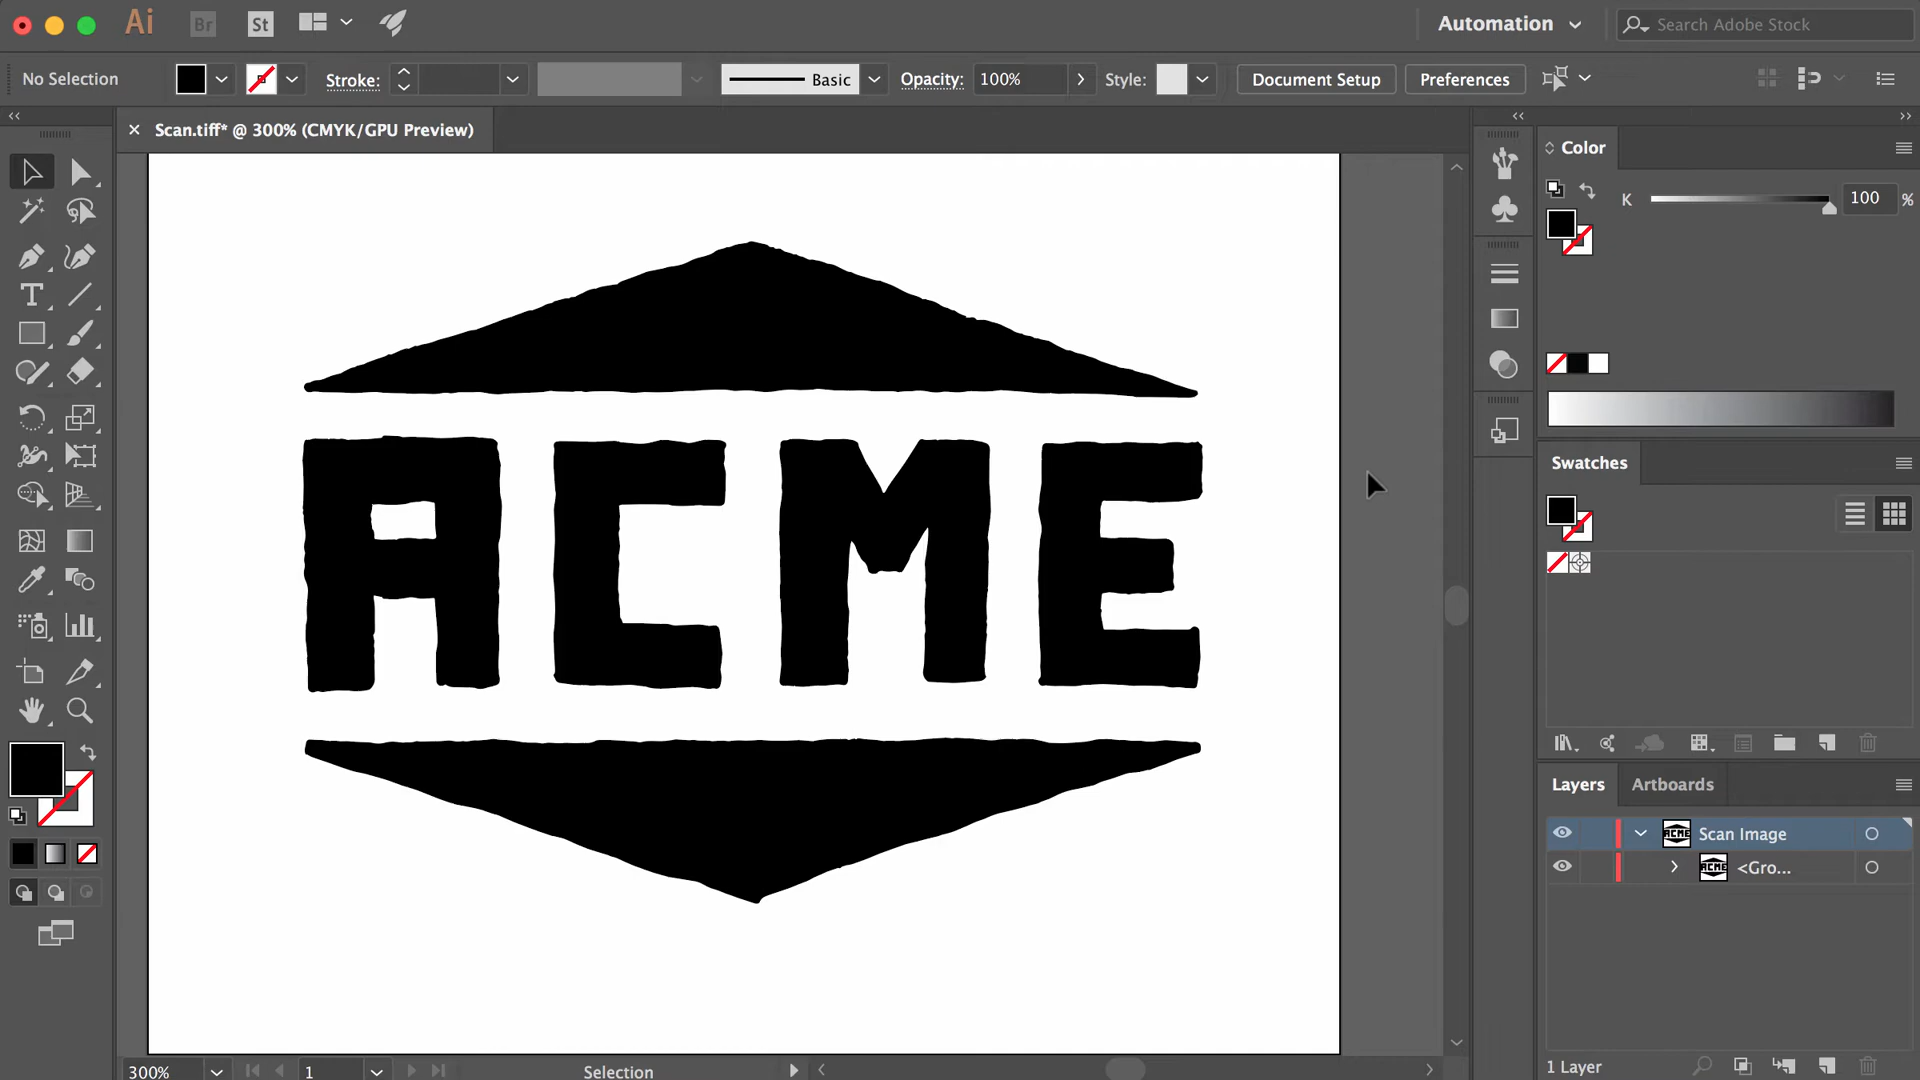 Ai
Br
St
Automation
Search Adobe Stock
No Selection
Stroke:
Basic
Opacity:
100%
Style:
Document Setup
Preferences
Scan.tiff* @ 300% (CMYK/GPU Preview)
Color
K
100
%
ACME
Swatches
Layers
Artboards
Scan Image
<Gro...
300%
1
Selection
1 Layer